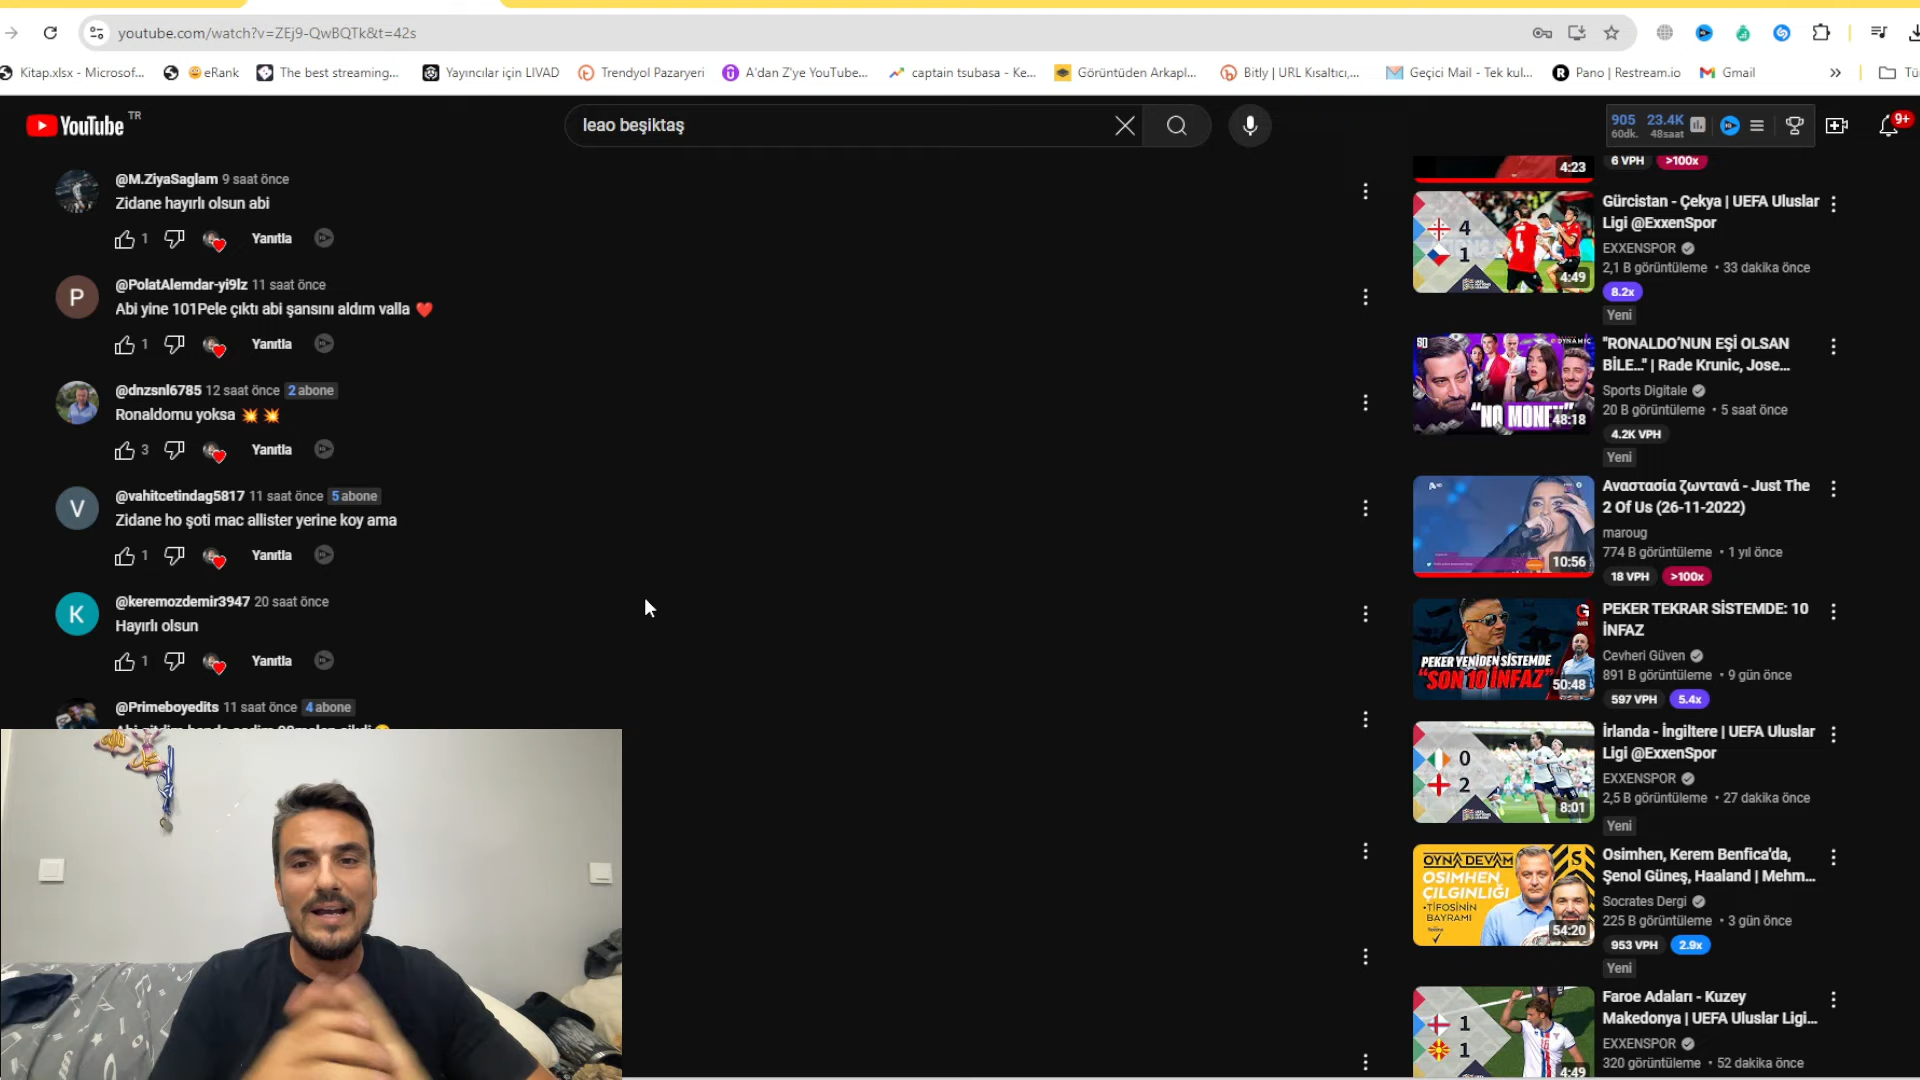 youtube.com/watch?v=ZEj9-QwBQTk&t=42s
Kitap.xlsx - Microsof...
eRank
The best streaming...
Yayıncılar için LIVAD
Trendyol Pazaryeri
A'dan Z'ye YouTube...
captain tsubasa - Ke...
Görüntüden Arkapl...
Bitly | URL Kısaltıcı,...
Geçici Mail - Tek kul...
Pano | Restream.io
Gmail
YouTube TR
leao beşiktaş
905 23.4K
60dk. 48saat
9+
@M.ZiyaSaglam 9 saat önce
Zidane hayırlı olsun abi
1 Yanıtla
@PolatAlemdar-yi9lz 11 saat önce
P
Abi yine 101Pele çıktı abi şansını aldım valla ❤️
1 Yanıtla
@dnzsnl6785 12 saat önce 2 abone
Ronaldomu yoksa 💥 💥
3 Yanıtla
@vahitcetindag5817 11 saat önce 5 abone
V
Zidane ho şoti mac allister yerine koy ama
1 Yanıtla
@keremozdemir3947 20 saat önce
K
Hayırlı olsun
1 Yanıtla
@Primeboyedits 11 saat önce 4 abone
4:23
6 VPH >100x
4
1
4:49
Gürcistan - Çekya | UEFA Uluslar
Ligi @ExxenSpor
EXXENSPOR
2,1 B görüntüleme • 33 dakika önce
8.2x
Yeni
DYNAMIC
"NO MONEY"
48:18
"RONALDO'NUN EŞİ OLSAN
BİLE..." | Rade Krunic, Jose...
Sports Digitale
20 B görüntüleme • 5 saat önce
4.2K VPH
Yeni
10:56
Αναστασία ζωντανά - Just The
2 Of Us (26-11-2022)
maroug
774 B görüntüleme • 1 yıl önce
18 VPH >100x
PEKER YENİDEN SİSTEMDE
"SON 10 İNFAZ"
50:48
PEKER TEKRAR SİSTEMDE: 10
İNFAZ
Cevheri Güven
891 B görüntüleme • 9 gün önce
597 VPH 5.4x
0
2
8:01
İrlanda - İngiltere | UEFA Uluslar
Ligi @ExxenSpor
EXXENSPOR
2,5 B görüntüleme • 27 dakika önce
Yeni
OYNA DEVAM
S
OSIMHEN
ÇILGINLIĞI
•TİFOSİNİN
BAYRAMI
54:20
Osimhen, Kerem Benfica'da,
Şenol Güneş, Haaland | Mehm...
Socrates Dergi
225 B görüntüleme • 3 gün önce
953 VPH 2.9x
Yeni
1
1
4:49
Faroe Adaları - Kuzey
Makedonya | UEFA Uluslar Ligi...
EXXENSPOR
320 görüntüleme • 52 dakika önce